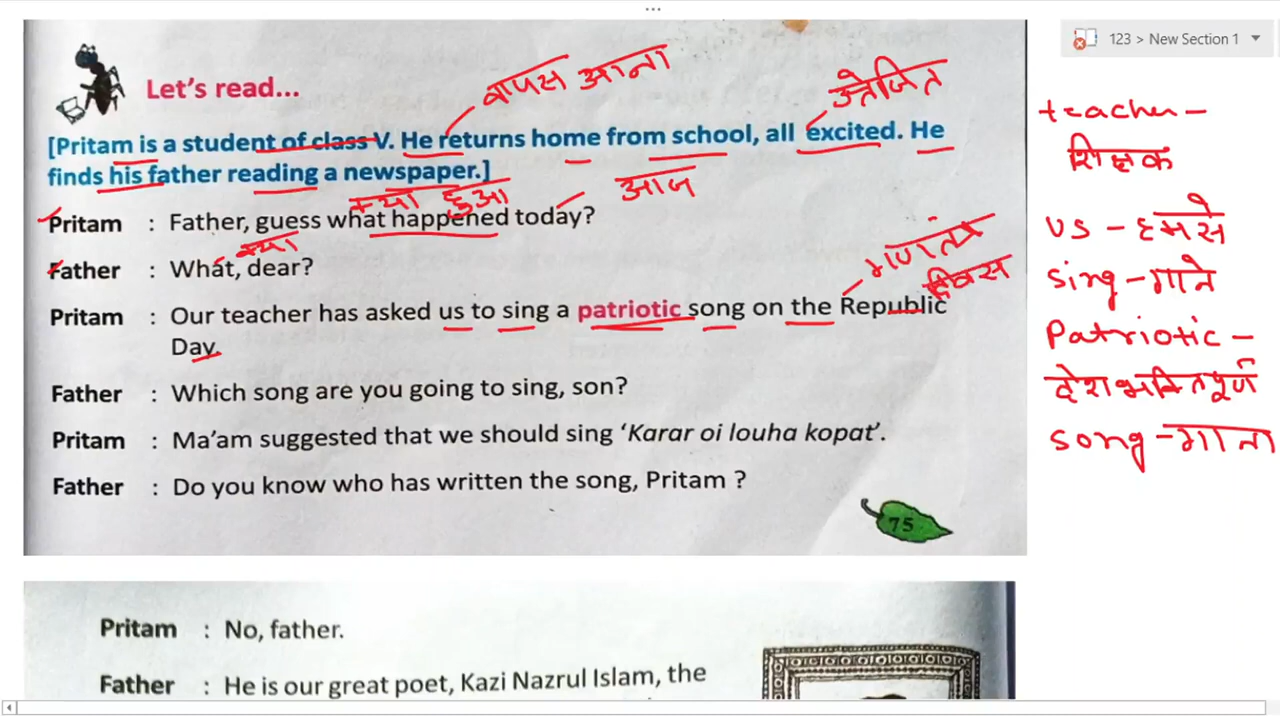 123 > New Section 1
Let's read...
वापस आना
उत्तेजित
[Pritam is a student of class V. He returns home from school, all excited. He
finds his father reading a newspaper.]
क्या हुआ
आज
Pritam : Father, guess what happened today?
क्या
Father : What, dear?
गणतंत्र
दिवस
Pritam : Our teacher has asked us to sing a patriotic song on the Republic
Day.
Father : Which song are you going to sing, son?
Pritam : Ma'am suggested that we should sing 'Karar oi louha kopat'.
Father : Do you know who has written the song, Pritam ?
75
teacher –
शिक्षक
us – हमसे
sing – गाने
Patriotic –
देशभक्तिपूर्ण
song – गाना
Pritam : No, father.
Father : He is our great poet, Kazi Nazrul Islam, the